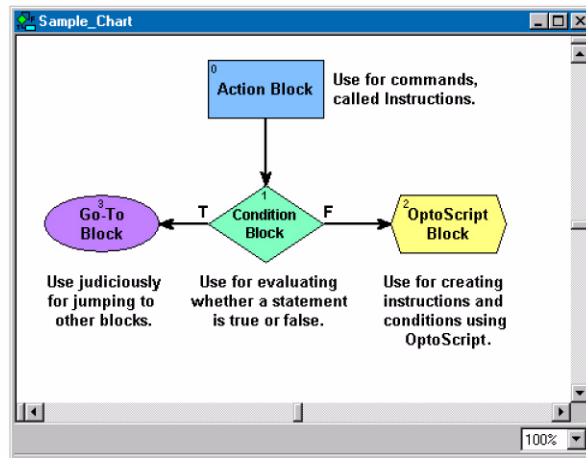 Sample_Chart
0
Action Block
Use for commands,
called Instructions.
3
Go-To
Block
T
1
Condition
Block
F
2
OptoScript
Block
Use judiciously
for jumping to
other blocks.
Use for evaluating
whether a statement
is true or false.
Use for creating
instructions and
conditions using
OptoScript.
100%